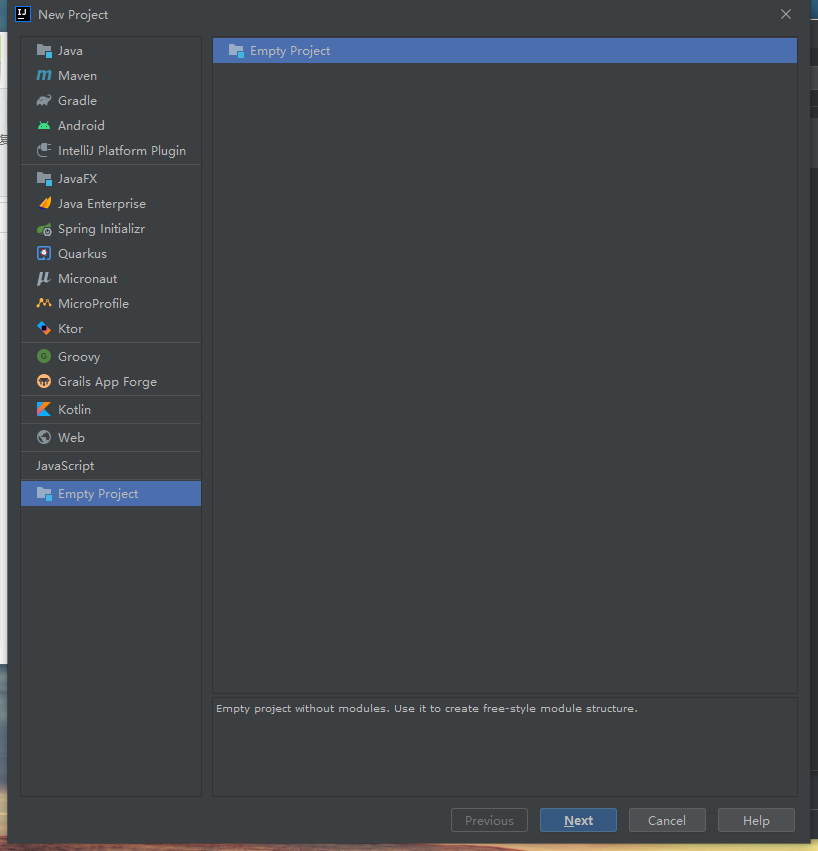 New Project
Java
Maven
Gradle
Android
IntelliJ Platform Plugin
JavaFX
Java Enterprise
Spring Initializr
Quarkus
Micronaut
MicroProfile
Ktor
Groovy
Grails App Forge
Kotlin
Web
JavaScript
Empty Project
Empty Project
Empty project without modules. Use it to create free-style module structure.
Previous
Next
Cancel
Help